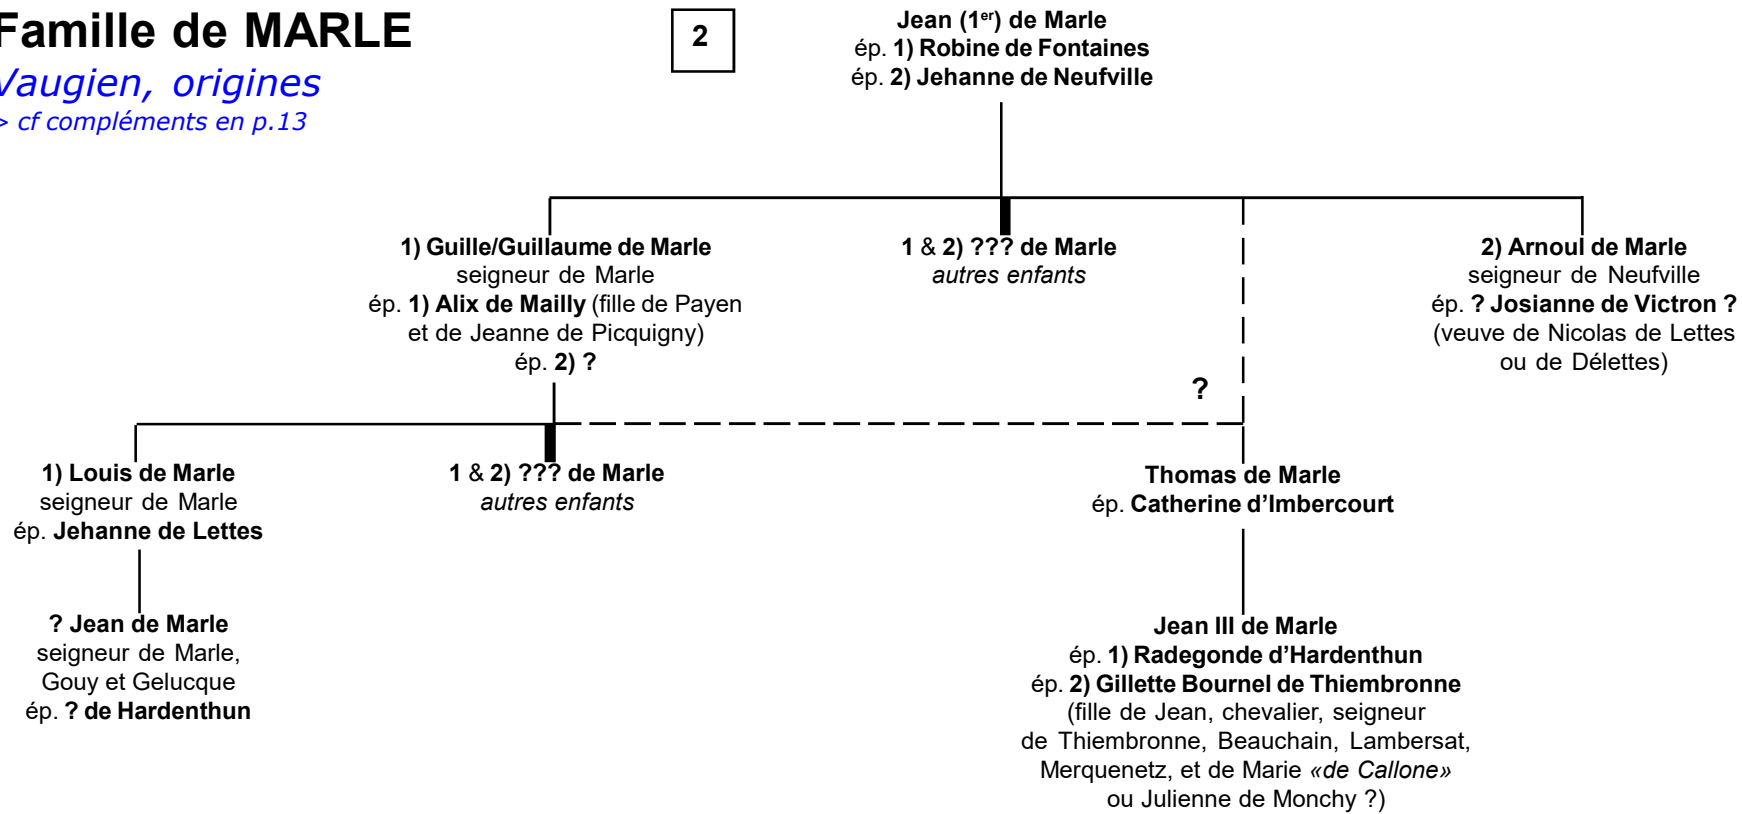 Famille de MARLE
Vaugien, origines
> cf compléments en p.13
2
Jean (1er) de Marle
ép. 1) Robine de Fontaines
ép. 2) Jehanne de Neufville
1) Guille/Guillaume de Marle
seigneur de Marle
ép. 1) Alix de Mailly (fille de Payen
et de Jeanne de Picquigny)
ép. 2) ?
1 & 2) ??? de Marle
autres enfants
2) Arnoul de Marle
seigneur de Neufville
ép. ? Josianne de Victron ?
(veuve de Nicolas de Lettes
ou de Délettes)
?
1) Louis de Marle
seigneur de Marle
ép. Jehanne de Lettes
1 & 2) ??? de Marle
autres enfants
Thomas de Marle
ép. Catherine d’Imbercourt
? Jean de Marle
seigneur de Marle,
Gouy et Gelucque
ép. ? de Hardenthun
Jean III de Marle
ép. 1) Radegonde d’Hardenthun
ép. 2) Gillette Bournel de Thiembronne
(fille de Jean, chevalier, seigneur
de Thiembronne, Beauchain, Lambersat,
Merquenetz, et de Marie «de Callone»
ou Julienne de Monchy ?)